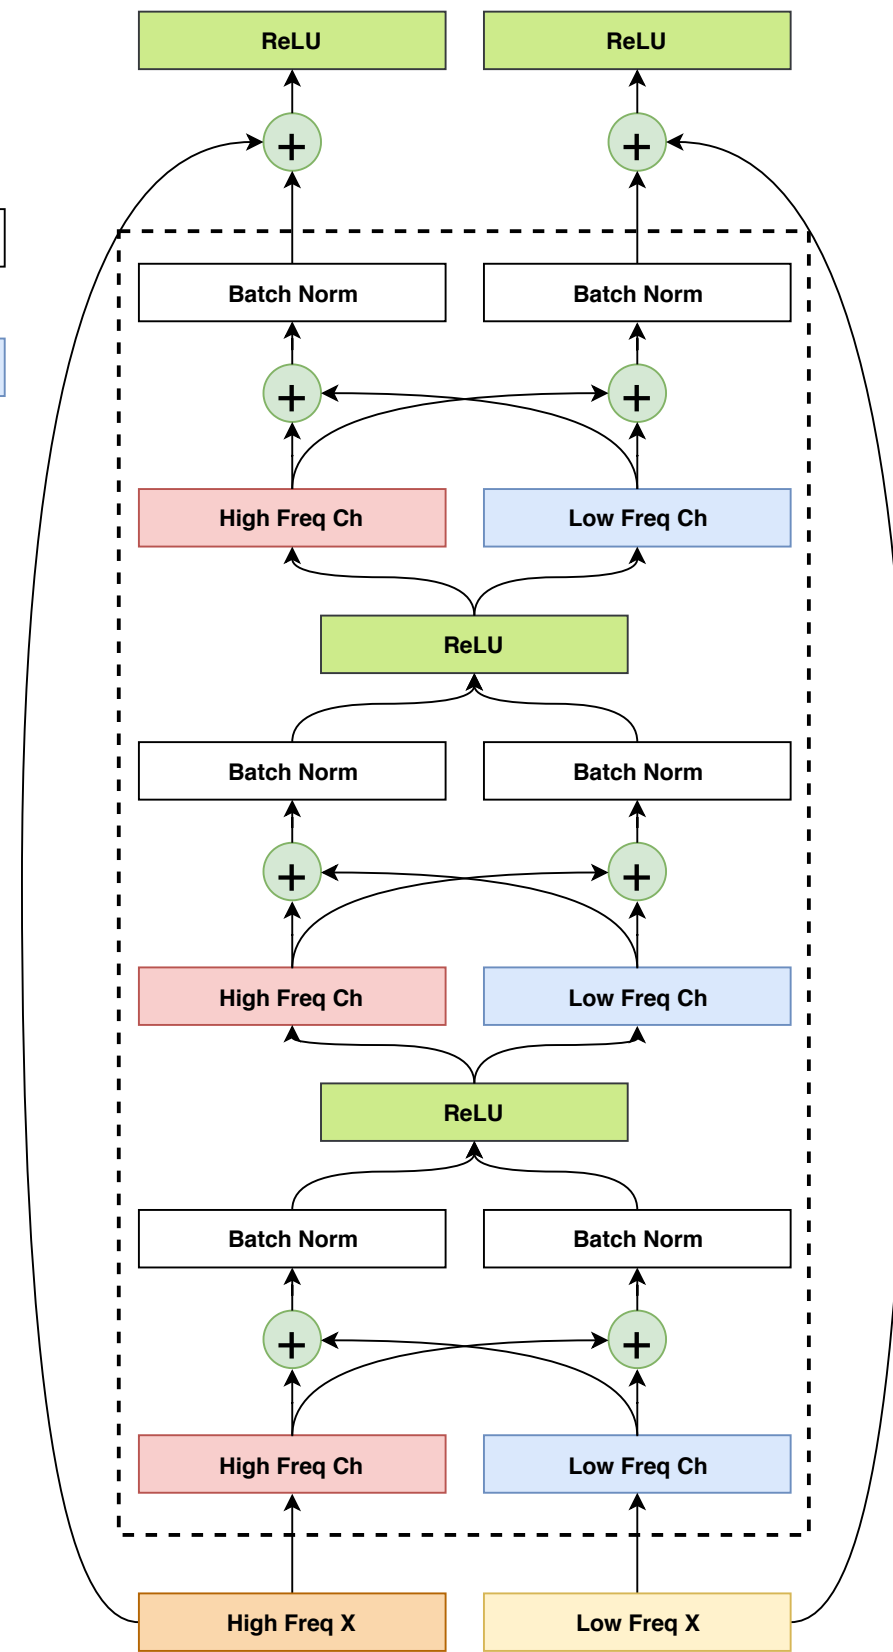 ReLU
ReLU
+
+
Batch Norm
Batch Norm
+
+
High Freq Ch
Low Freq Ch
ReLU
Batch Norm
Batch Norm
+
+
High Freq Ch
Low Freq Ch
ReLU
Batch Norm
Batch Norm
+
+
High Freq Ch
Low Freq Ch
High Freq X
Low Freq X